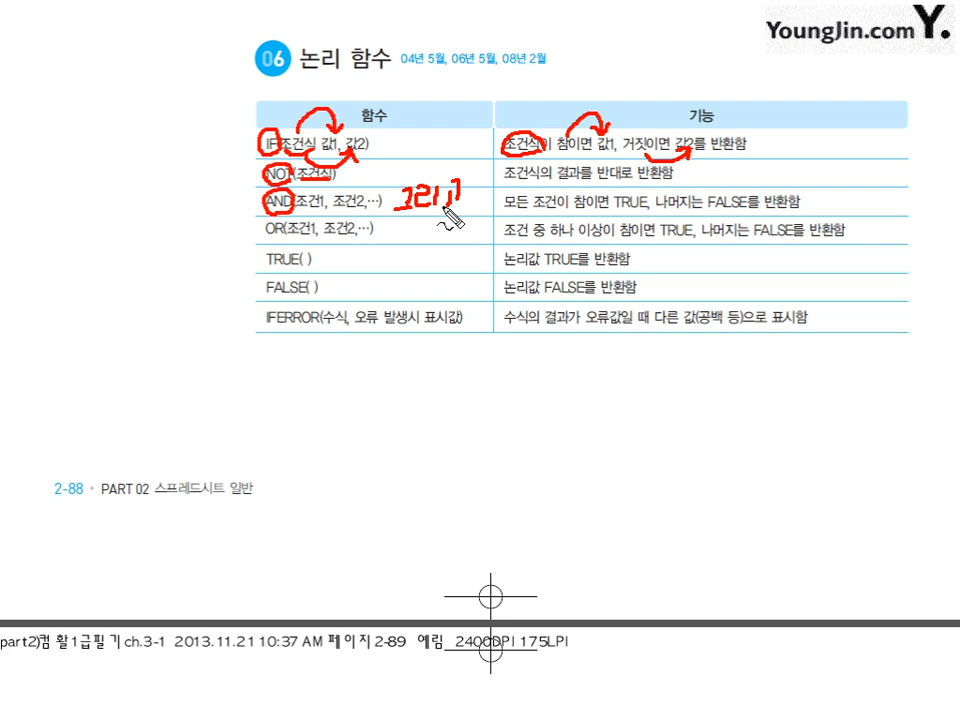 YoungJin.com Y.
06 논리 함수 04년 5월, 06년 5월, 08년 2월
함수 기능
IF(조건식 값1, 값2) 조건식이 참이면 값1, 거짓이면 값2를 반환함
NOT(조건식) 조건식의 결과를 반대로 반환함
AND(조건1, 조건2,…) 모든 조건이 참이면 TRUE, 나머지는 FALSE를 반환함
OR(조건1, 조건2,…) 조건 중 하나 이상이 참이면 TRUE, 나머지는 FALSE를 반환함
TRUE( ) 논리값 TRUE를 반환함
FALSE( ) 논리값 FALSE를 반환함
IFERROR(수식, 오류 발생시 표시값) 수식의 결과가 오류값일 때 다른 값(공백 등)으로 표시함
2-88 • PART 02 스프레드시트 일반
part2)컴 활1급필 기 ch.3-1 2013.11.21 10:37 AM 페 이 지 2-89 예림 2400DPI 175LPI